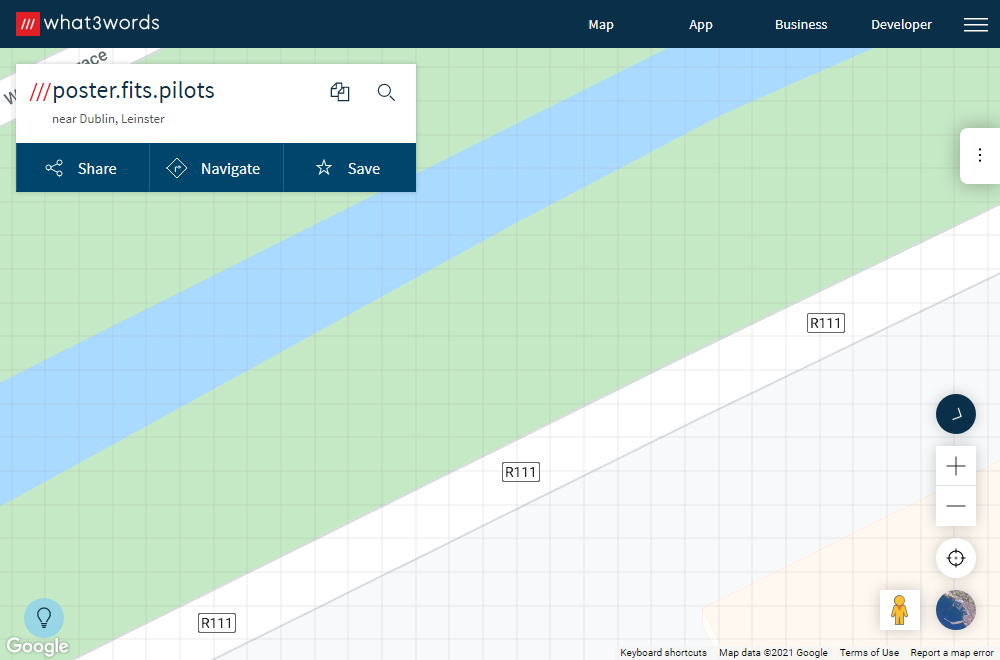 what3words
Map
App
Business
Developer
ace
///poster.fits.pilots
near Dublin, Leinster
Share
Navigate
Save
R111
R111
R111
Google
Keyboard shortcuts
Map data ©2021 Google
Terms of Use
Report a map error